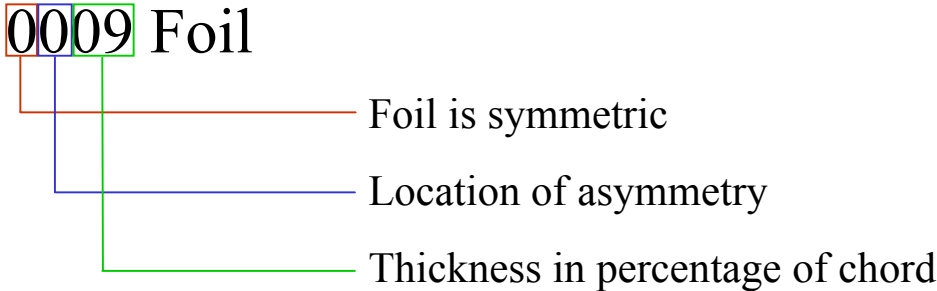 0009 Foil
Foil is symmetric
Location of asymmetry
Thickness in percentage of chord